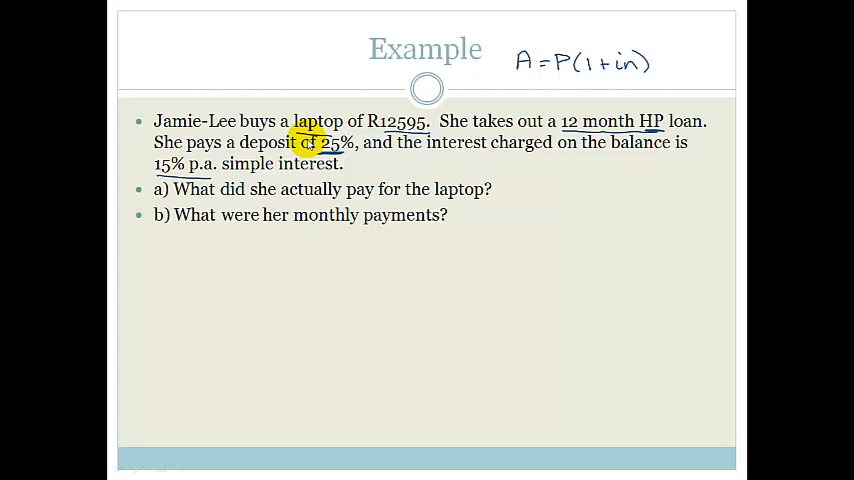 Example
A = P(1 + in)
• Jamie-Lee buys a laptop of R12595. She takes out a 12 month HP loan.
She pays a deposit of 25%, and the interest charged on the balance is
15% p.a. simple interest.
• a) What did she actually pay for the laptop?
• b) What were her monthly payments?